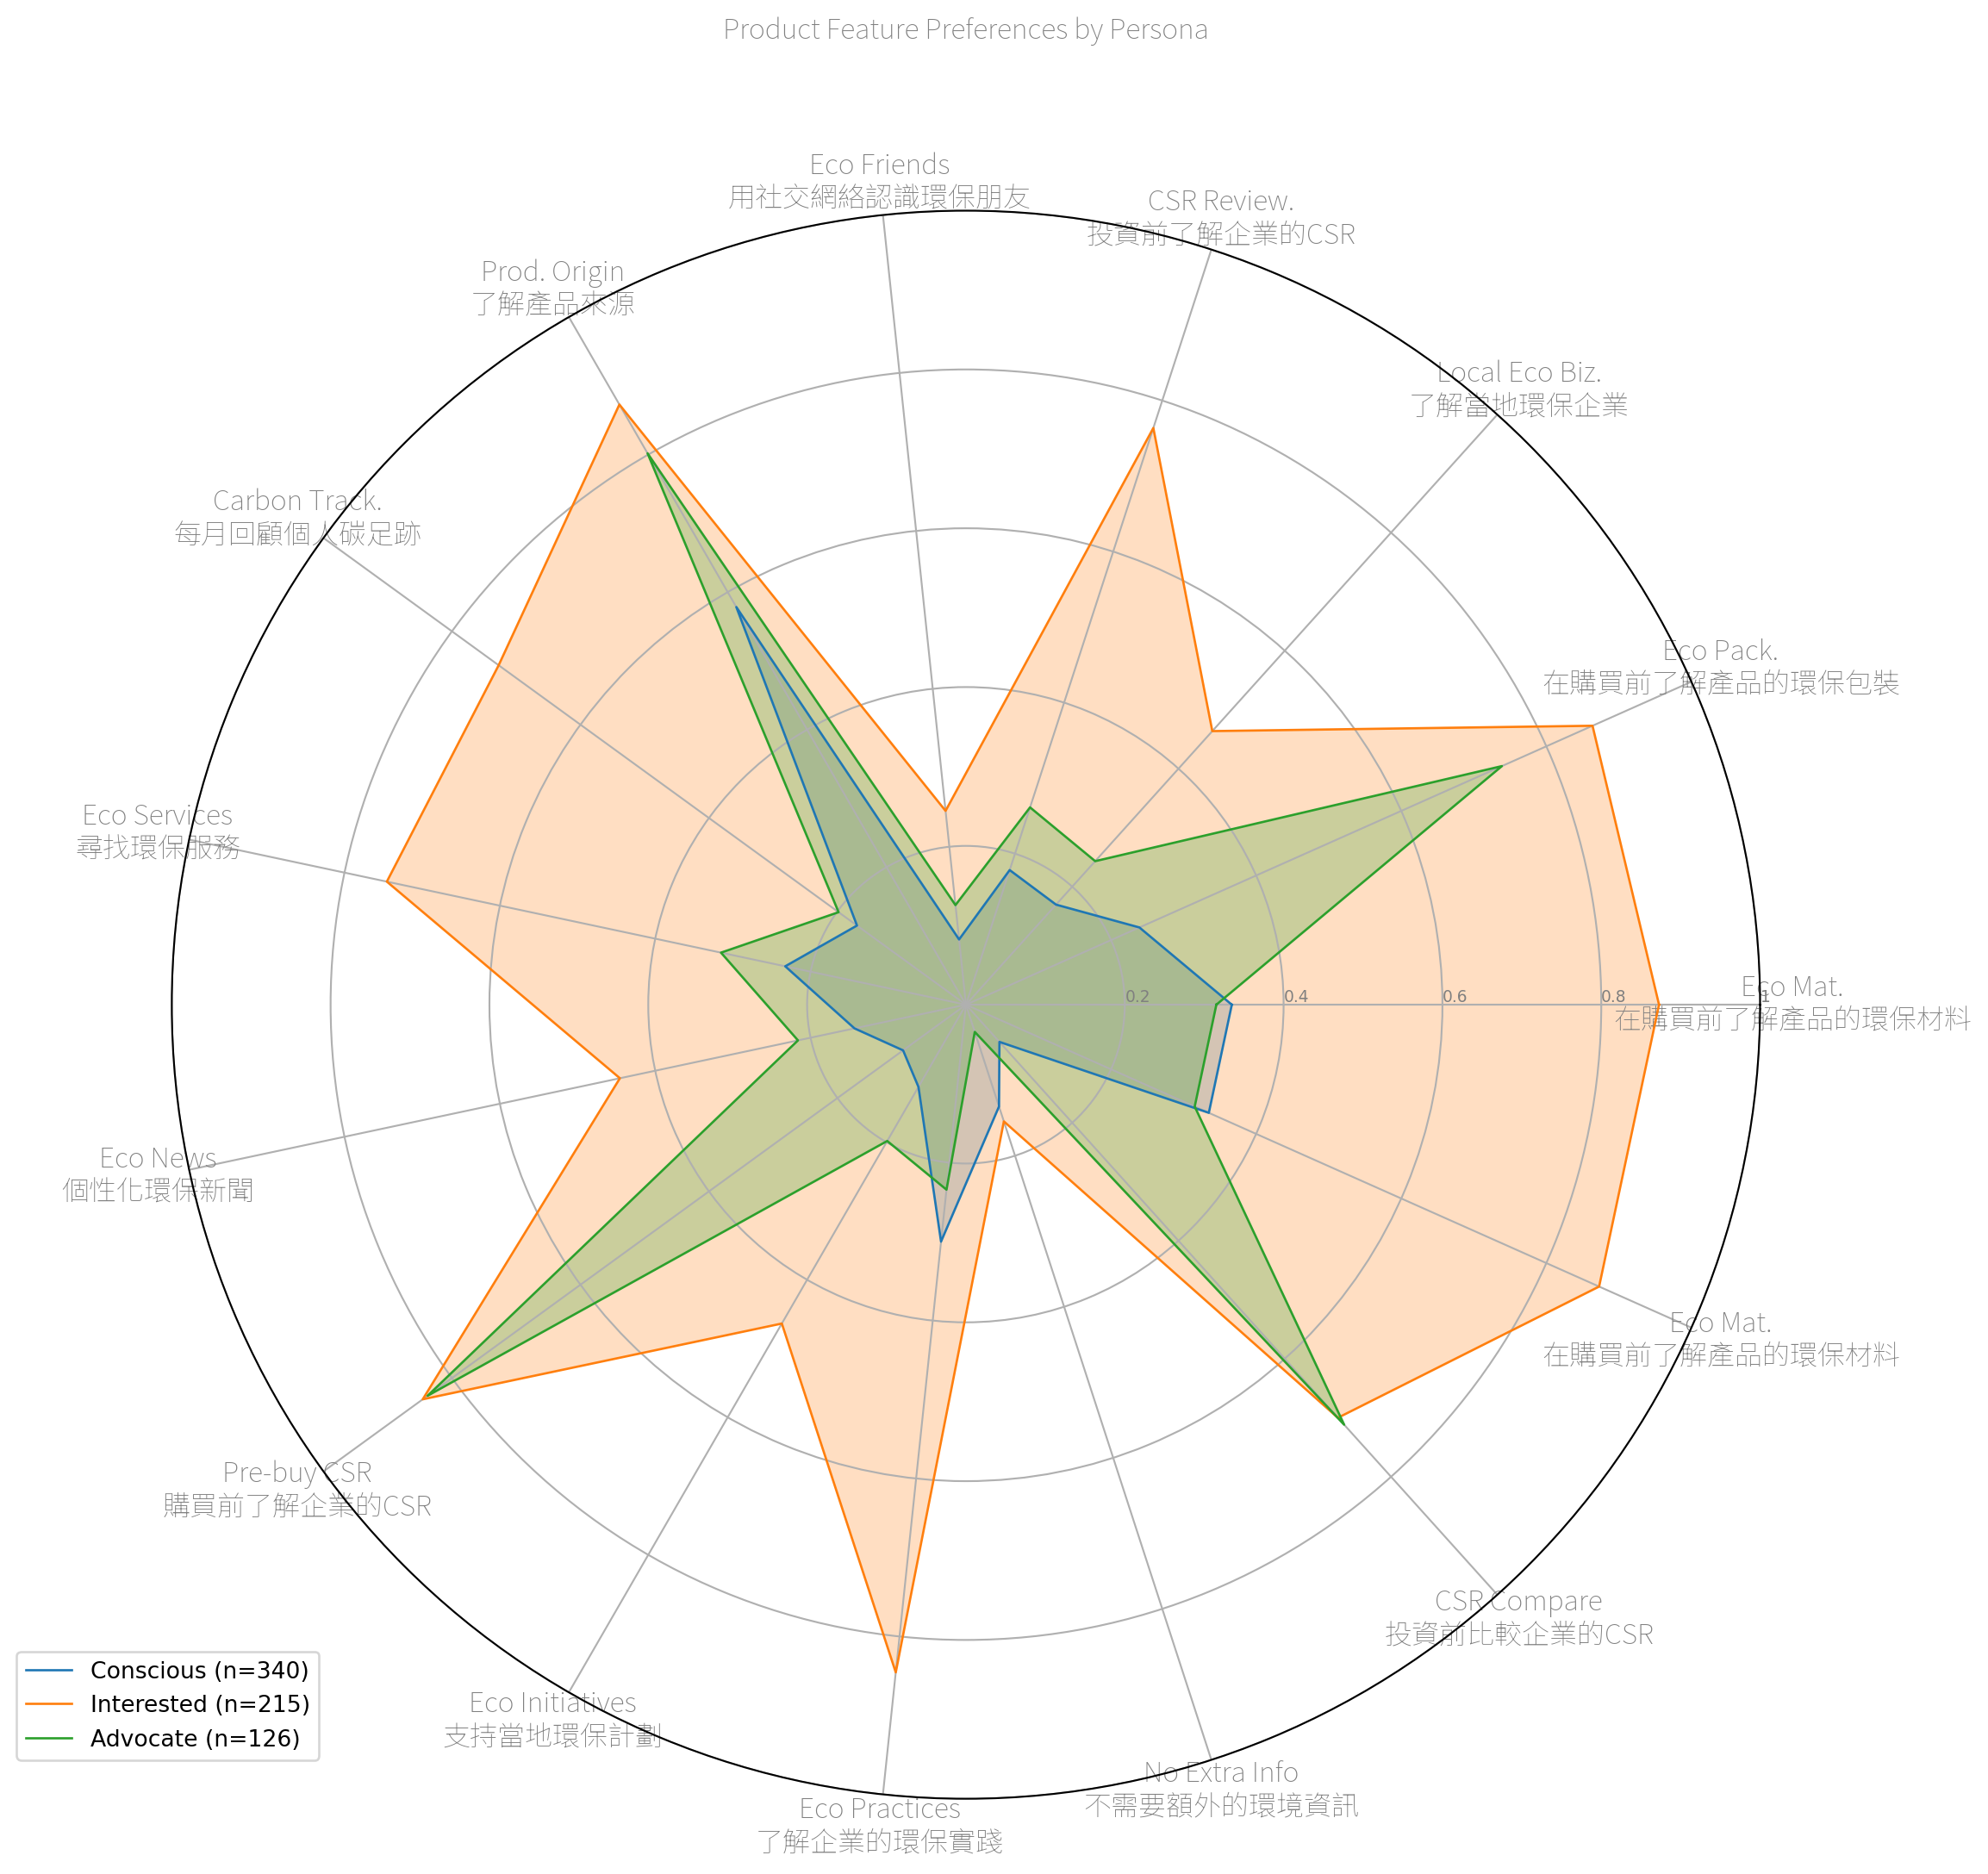 Product Feature Preferences by Persona
Eco Friends
用社交網絡認識環保朋友
CSR Review.
投資前了解企業的CSR
Prod. Origin
了解產品來源
Local Eco Biz.
了解當地環保企業
Carbon Track.
每月回顧個人碳足跡
Eco Pack.
在購買前了解產品的環保包裝
Eco Services
尋找環保服務
Eco Mat.
在購買前了解產品的環保材料
0.2
0.4
0.6
0.8
1
Eco News
個性化環保新聞
Eco Mat.
在購買前了解產品的環保材料
Pre-buy CSR
購買前了解企業的CSR
CSR Compare
投資前比較企業的CSR
Eco Initiatives
支持當地環保計劃
No Extra Info
不需要額外的環境資訊
Eco Practices
了解企業的環保實踐
Conscious (n=340)
Interested (n=215)
Advocate (n=126)